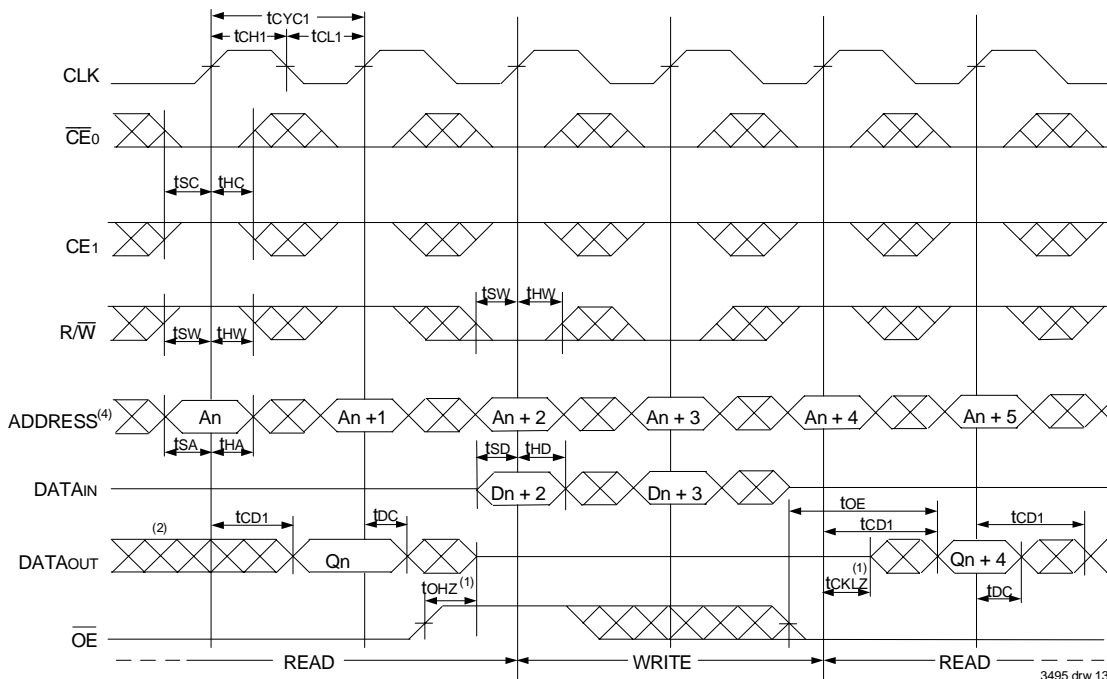 tCYC1
tCH1 tCL1
CLK
CE0
tSC tHC
CE1
tSW tHW
R/W
tSW tHW
ADDRESS(4) An An +1 An + 2 An + 3 An + 4 An + 5
tSA tHA tSD tHD
DATAIN Dn + 2 Dn + 3
tOE
(2) tCD1 tDC tCD1 tCD1
DATAOUT Qn Qn + 4
tOHZ(1) tCKLZ(1) tDC
OE
READ WRITE READ
3495 drw 13